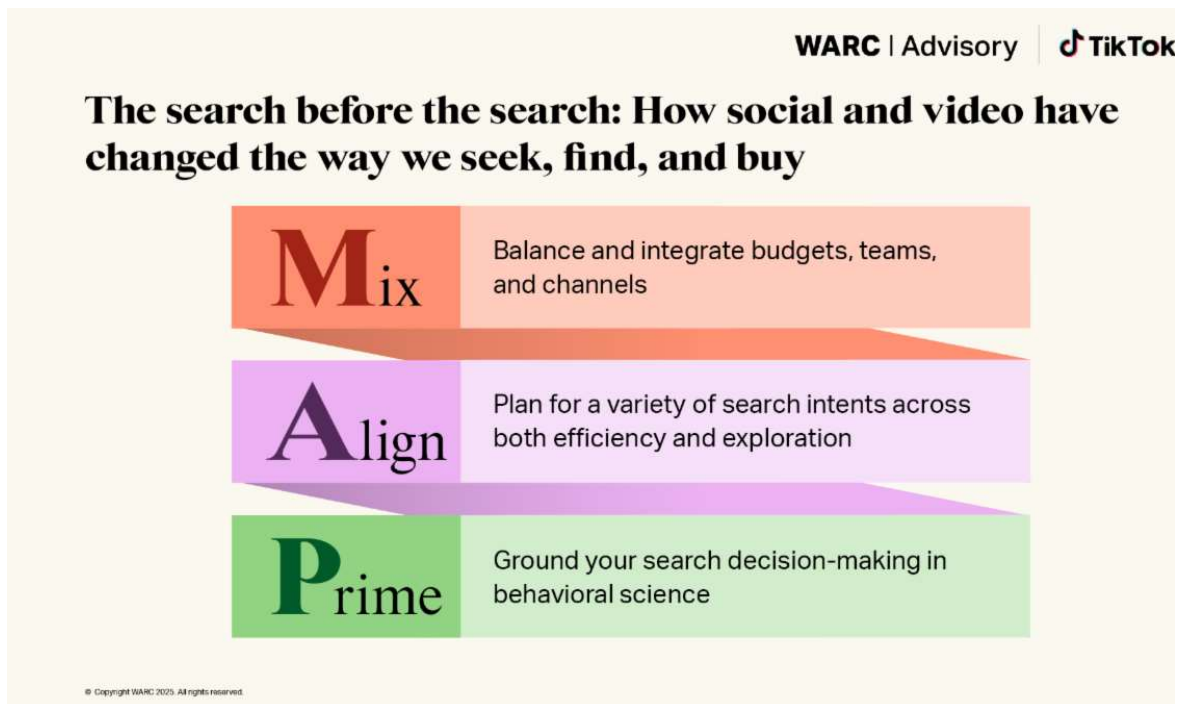 WARC | Advisory TikTok
The search before the search: How social and video have
changed the way we seek, find, and buy
Mix
Balance and integrate budgets, teams,
and channels
Align
Plan for a variety of search intents across
both efficiency and exploration
Prime
Ground your search decision-making in
behavioral science
© Copyright WARC 2025. All rights reserved.